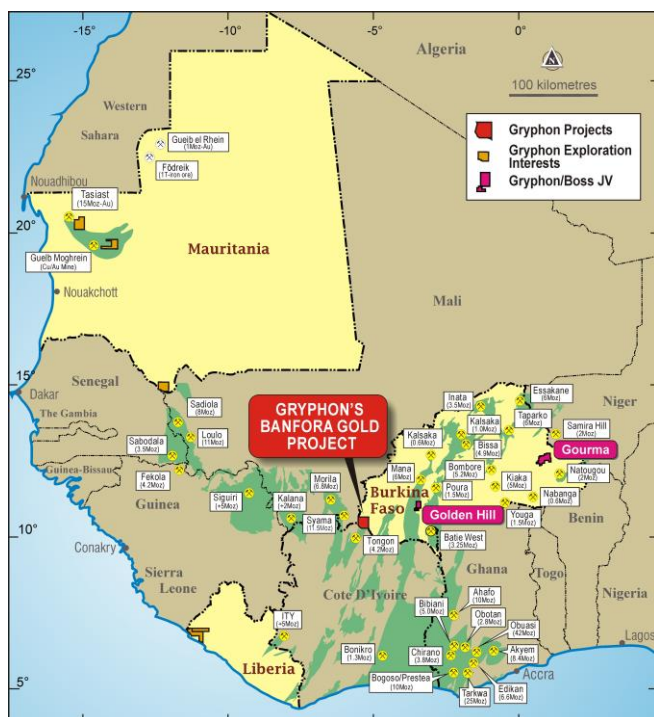 -15° -10° -5° 0°
25° 20° 15° 10° 5°
Algeria
100 kilometres
Gryphon Projects
Gryphon Exploration
Interests
Gryphon/Boss JV
Western
Sahara
Gueib el Rhein
(1Moz-Au)
Fôdreik
(1T-iron ore)
Nouadhibou
Tasiast
(15Moz-Au)
Guelb Moghrein
(Cu/Au Mine)
Mauritania
Nouakchott
Mali
Senegal
Dakar
The Gambia
Guinea-Bissau
Sadiola
(8Moz)
Loulo
(11Moz)
Sabodala
(3.5Moz)
Fekola
(4.2Moz)
Guinea
Siguiri
(+5Moz)
Kalana
(+2Moz)
Morila
(6.8Moz)
Syama
(11.5Moz)
Tongon
(4.2Moz)
GRYPHON'S
BANFORA GOLD
PROJECT
Inata
(3.5Moz)
Essakane
(6Moz)
Niger
Kalsaka
(1.0Moz)
Taparko
Samira Hill
(2Moz)
Kalsaka
(0.6Moz)
Bissa
(4.9Moz)
Gourma
Mana
(6Moz)
Bombore
(5.2Moz)
Natougou
(2Moz)
Poura
(1.5Moz)
Kiaka
(5Moz)
Nabanga
(0.6Moz)
Burkina
Faso
Golden Hill
Youga
(1.5Moz)
Benin
Batie West
(3.25Moz)
Conakry
Sierra
Leone
Cote D'Ivoire
Ghana
Togo
Nigeria
Lagos
Ahafo
(10Moz)
Bibiani
(5.0Moz)
Obotan
(2.8Moz)
Obuasi
(42Moz)
ITY
(+5Moz)
Liberia
Bonikro
(1.3Moz)
Chirano
Akyem
(8.4Moz)
Accra
Bogoso/Prestea
(10Moz)
Tarkwa
(25Moz)
Edikan
(6.6Moz)